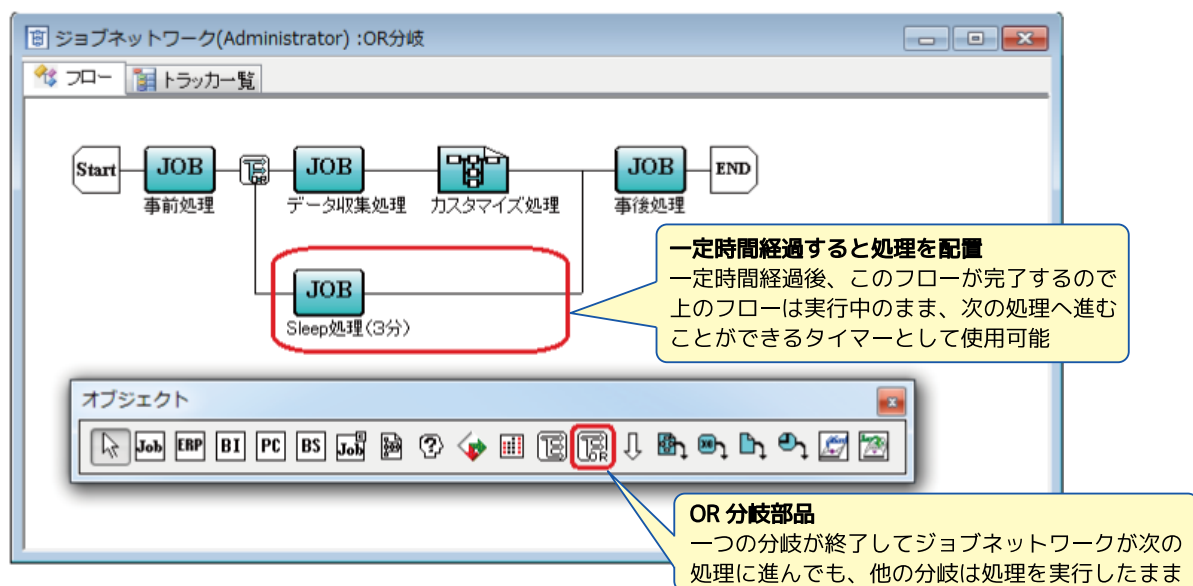 ジョブネットワーク(Administrator) :OR分岐
フロー
トラッカー覧
Start
JOB
OR
JOB
JOB
END
事前処理
データ収集処理
カスタマイズ処理
事後処理
JOB
Sleep処理(3分)
一定時間経過すると処理を配置
一定時間経過後、このフローが完了するので
上のフローは実行中のまま、次の処理へ進む
ことができるタイマーとして使用可能
オブジェクト
Job
ERP
BI
PC
BS
Job
OR
OR 分岐部品
一つの分岐が終了してジョブネットワークが次の
処理に進んでも、他の分岐は処理を実行したまま